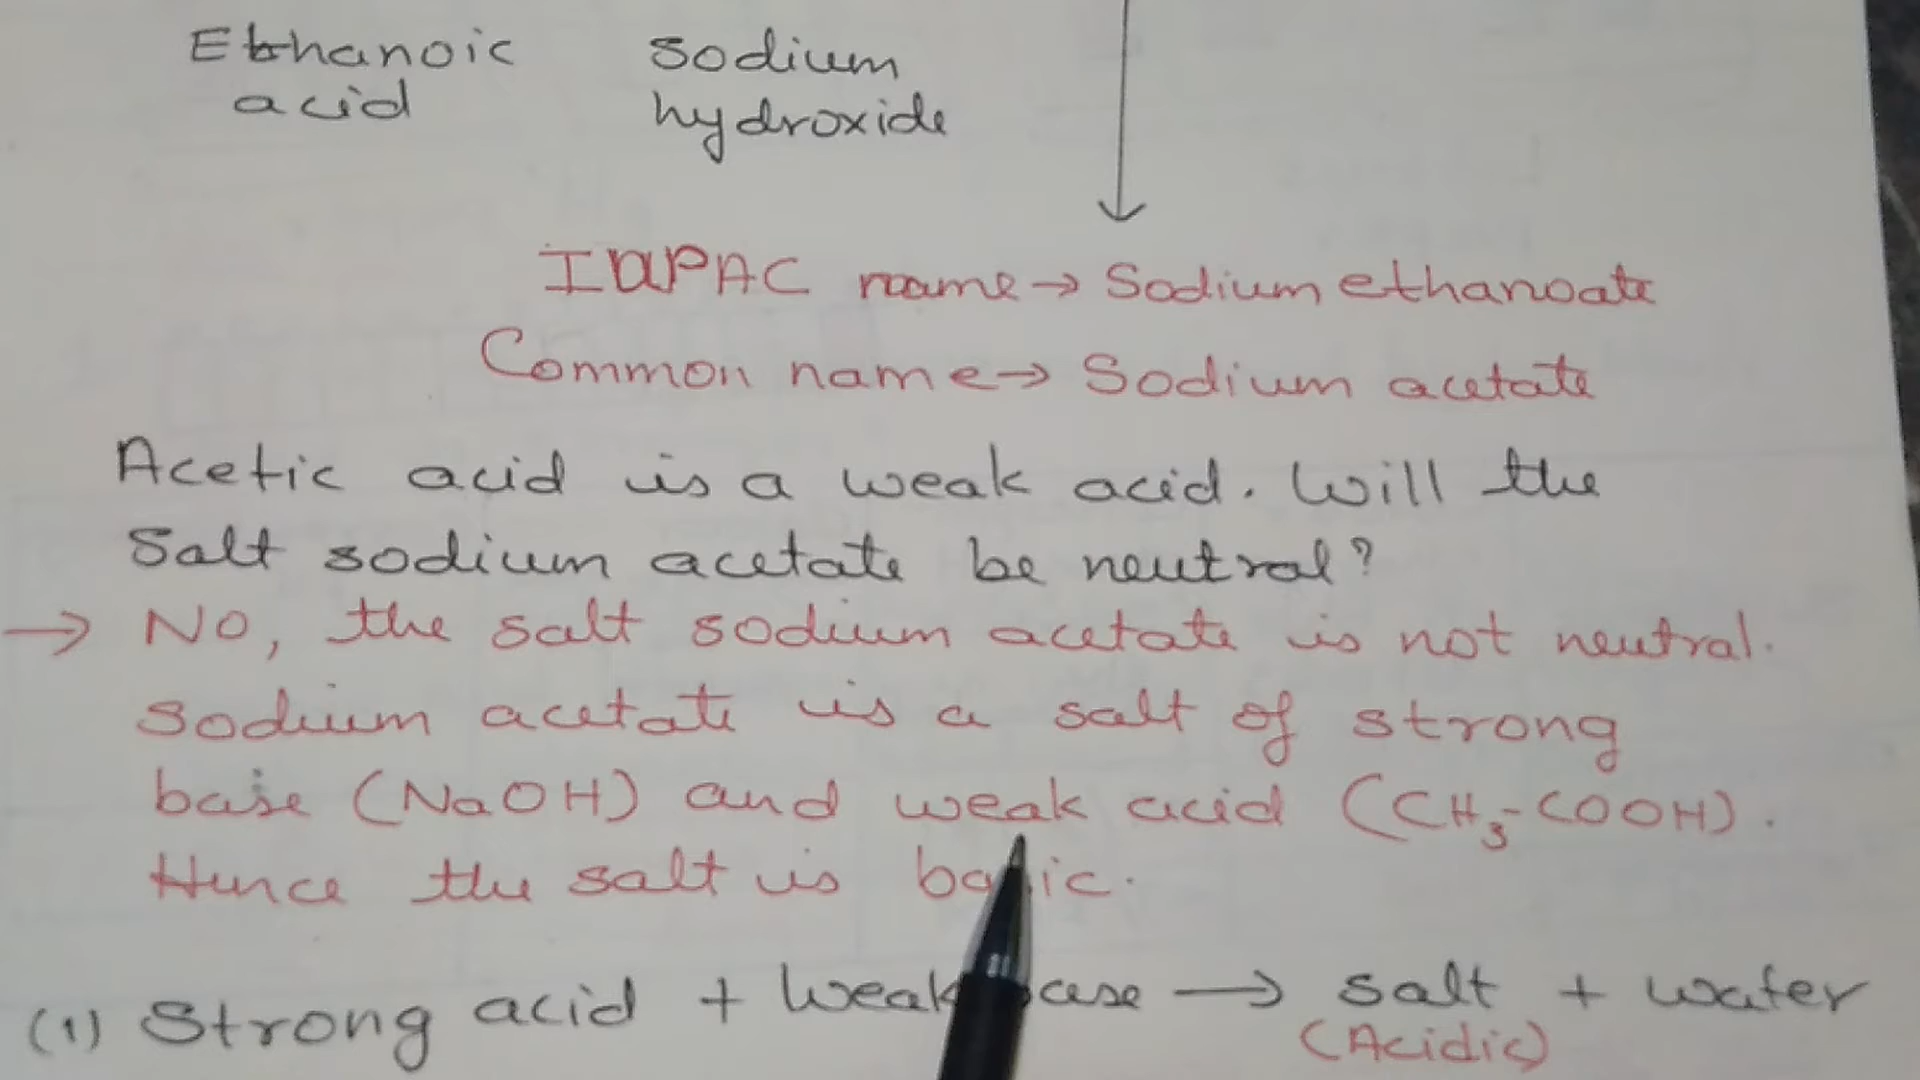 Ethanoic sodium
acid hydroxide
IUPAC name → Sodium ethanoate
Common name → Sodium acetate
Acetic acid is a weak acid. Will the
Salt sodium acetate be neutral?
→ No, the salt sodium acetate is not neutral.
Sodium acetate is a salt of strong
base (NaOH) and weak acid (CH₃-COOH).
Hence the salt is basic.
(1) Strong acid + weak base → salt + water
(Acidic)